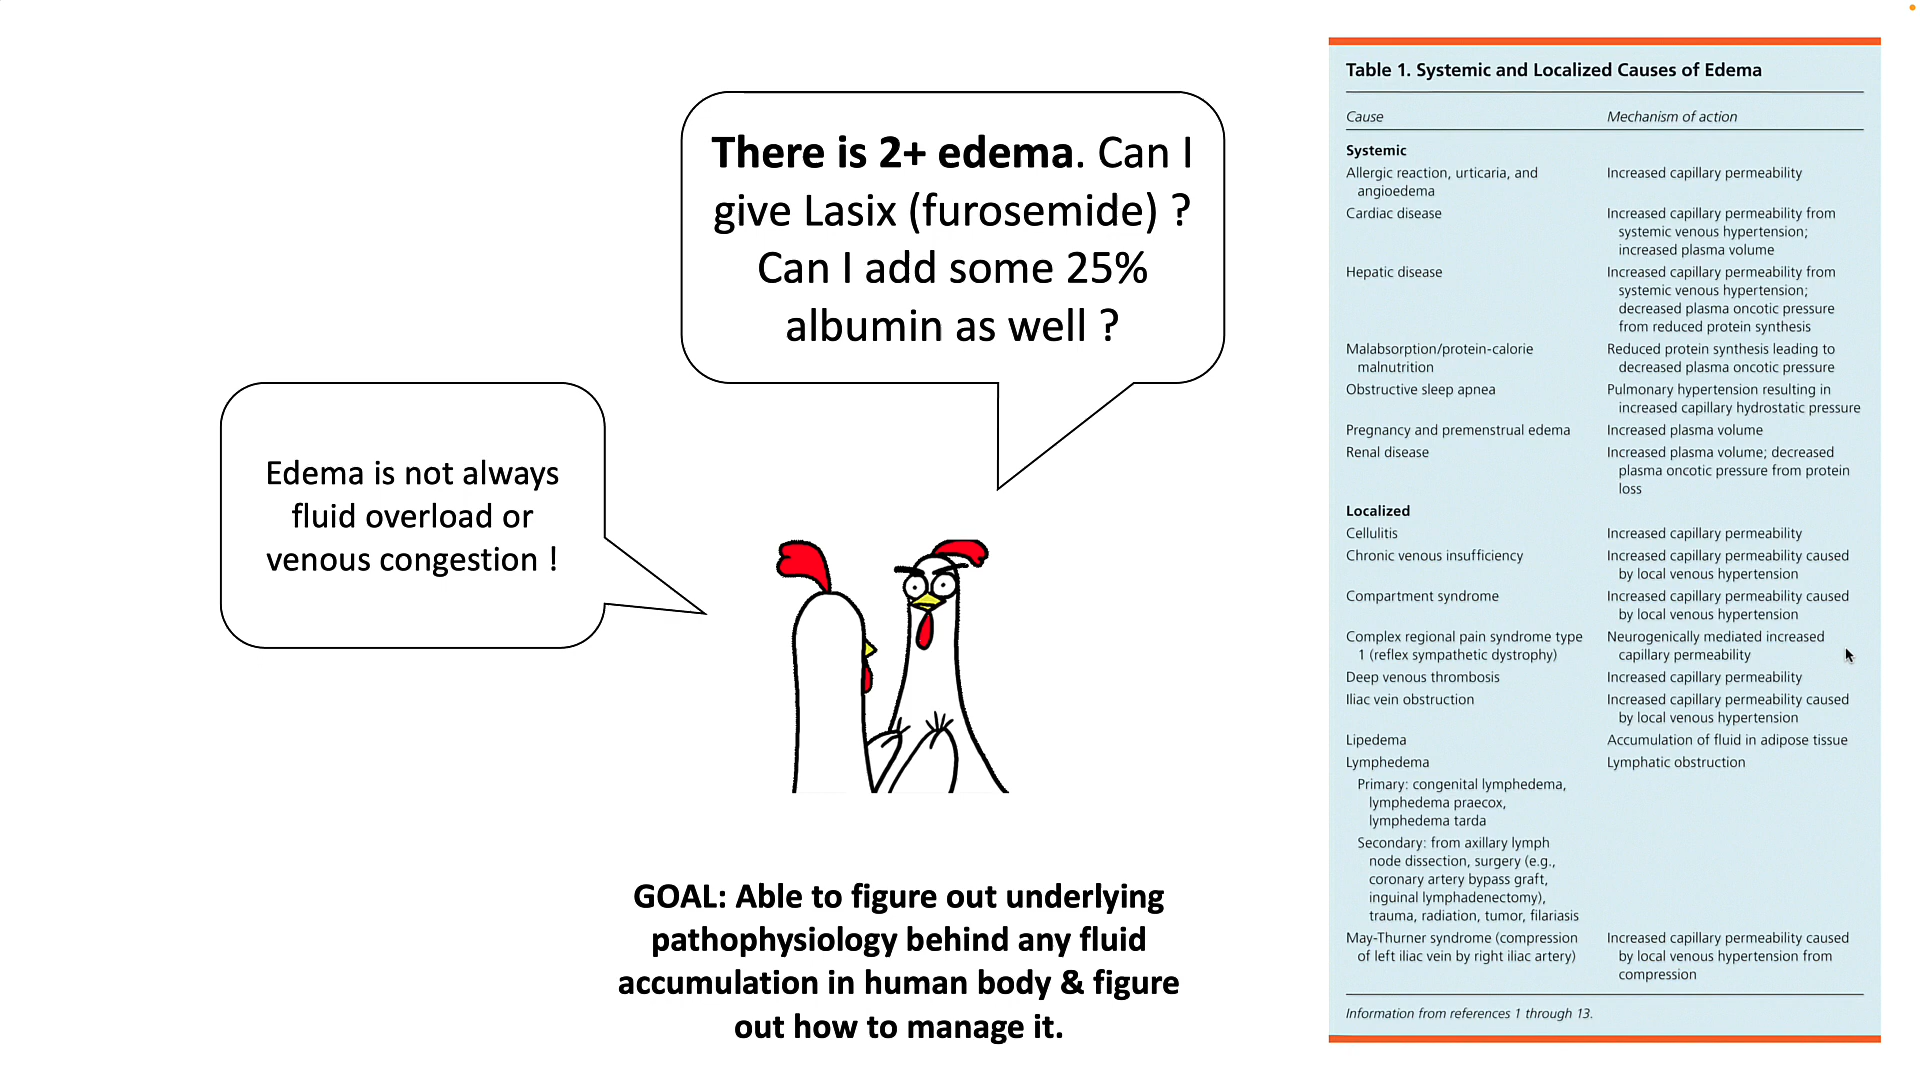 There is 2+ edema. Can I
give Lasix (furosemide) ?
Can I add some 25%
albumin as well ?
Edema is not always
fluid overload or
venous congestion !
GOAL: Able to figure out underlying
pathophysiology behind any fluid
accumulation in human body & figure
out how to manage it.
Table 1. Systemic and Localized Causes of Edema
Cause Mechanism of action
Systemic
Allergic reaction, urticaria, and Increased capillary permeability
angioedema
Cardiac disease Increased capillary permeability from
systemic venous hypertension;
increased plasma volume
Hepatic disease Increased capillary permeability from
systemic venous hypertension;
decreased plasma oncotic pressure
from reduced protein synthesis
Malabsorption/protein-calorie Reduced protein synthesis leading to
malnutrition decreased plasma oncotic pressure
Obstructive sleep apnea Pulmonary hypertension resulting in
increased capillary hydrostatic pressure
Pregnancy and premenstrual edema Increased plasma volume
Renal disease Increased plasma volume; decreased
plasma oncotic pressure from protein
loss
Localized
Cellulitis Increased capillary permeability
Chronic venous insufficiency Increased capillary permeability caused
by local venous hypertension
Compartment syndrome Increased capillary permeability caused
by local venous hypertension
Complex regional pain syndrome type Neurogenically mediated increased
1 (reflex sympathetic dystrophy) capillary permeability
Deep venous thrombosis Increased capillary permeability
Iliac vein obstruction Increased capillary permeability caused
by local venous hypertension
Lipedema Accumulation of fluid in adipose tissue
Lymphedema Lymphatic obstruction
Primary: congenital lymphedema,
lymphedema praecox,
lymphedema tarda
Secondary: from axillary lymph
node dissection, surgery (e.g.,
coronary artery bypass graft,
inguinal lymphadenectomy),
trauma, radiation, tumor, filariasis
May-Thurner syndrome (compression Increased capillary permeability caused
of left iliac vein by right iliac artery) by local venous hypertension from
compression
Information from references 1 through 13.